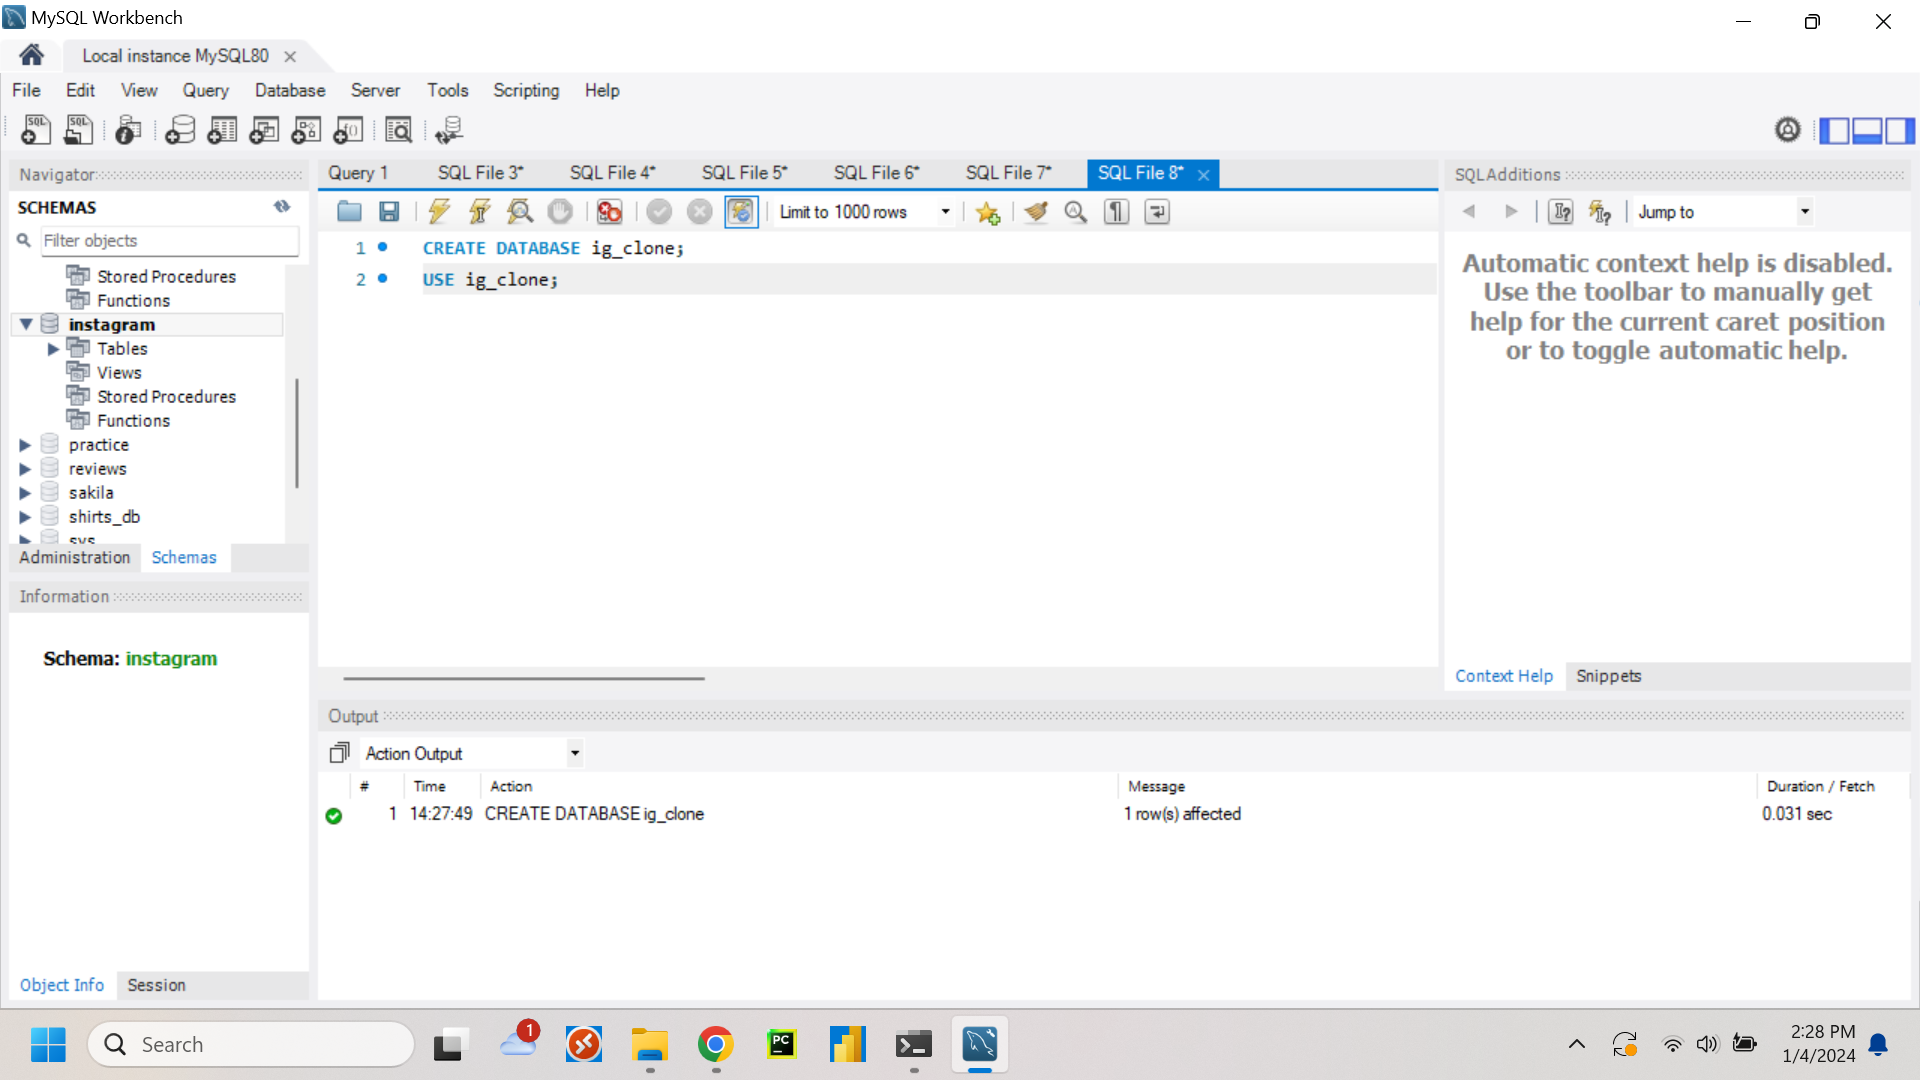 MySQL Workbench
Local instance MySQL80
File Edit View Query Database Server Tools Scripting Help
Navigator
SCHEMAS
Filter objects
Stored Procedures
Functions
instagram
Tables
Views
Stored Procedures
Functions
practice
reviews
sakila
shirts_db
sys
Administration Schemas
Information
Schema: instagram
Object Info Session
Query 1 SQL File 3* SQL File 4* SQL File 5* SQL File 6* SQL File 7* SQL File 8*
Limit to 1000 rows
1 CREATE DATABASE ig_clone;
2 USE ig_clone;
SQLAdditions
Jump to
Automatic context help is disabled.
Use the toolbar to manually get
help for the current caret position
or to toggle automatic help.
Context Help Snippets
Output
Action Output
# Time Action Message Duration / Fetch
1 14:27:49 CREATE DATABASE ig_clone 1 row(s) affected 0.031 sec
Search
1
PC
2:28 PM
1/4/2024